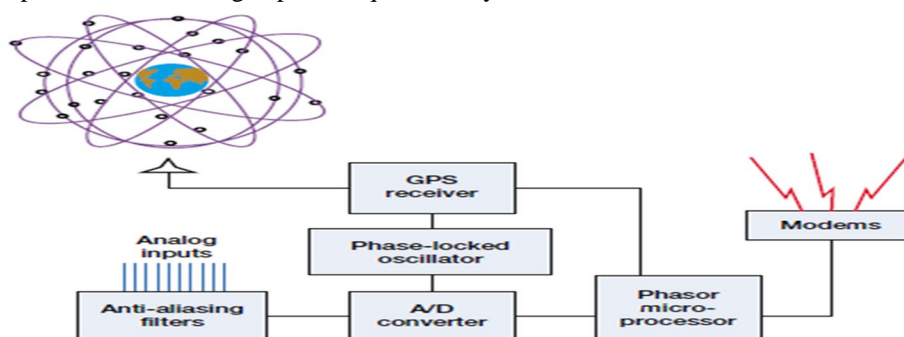 GPS
receiver
Analog
inputs
Phase-locked
oscillator
Modems
Anti-aliasing
filters
A/D
converter
Phasor
micro-
processor